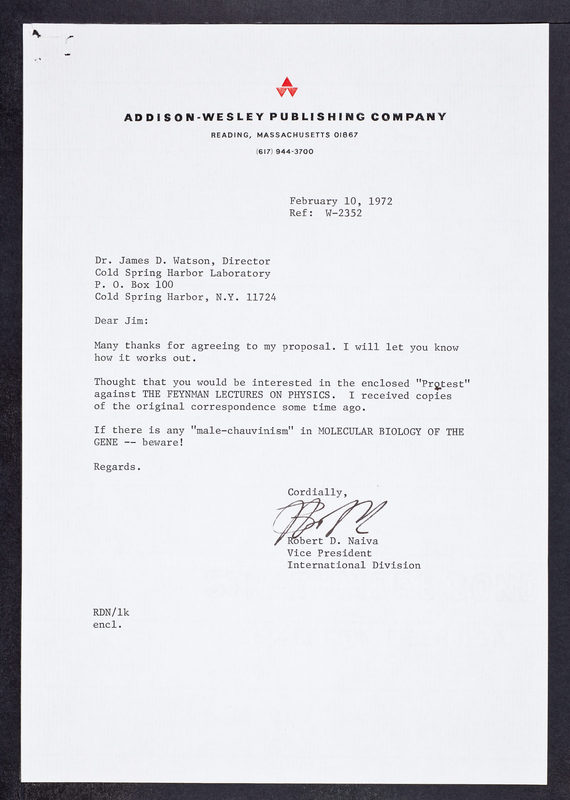 ADDISON-WESLEY PUBLISHING COMPANY
READING, MASSACHUSETTS 01867
(617) 944-3700
February 10, 1972
Ref: W-2352
Dr. James D. Watson, Director
Cold Spring Harbor Laboratory
P. O. Box 100
Cold Spring Harbor, N.Y. 11724
Dear Jim:
Many thanks for agreeing to my proposal. I will let you know
how it works out.
Thought that you would be interested in the enclosed "Protest"
against THE FEYNMAN LECTURES ON PHYSICS. I received copies
of the original correspondence some time ago.
If there is any "male-chauvinism" in MOLECULAR BIOLOGY OF THE
GENE -- beware!
Regards.
Cordially,
Robert D. Naiva
Vice President
International Division
RDN/lk
encl.